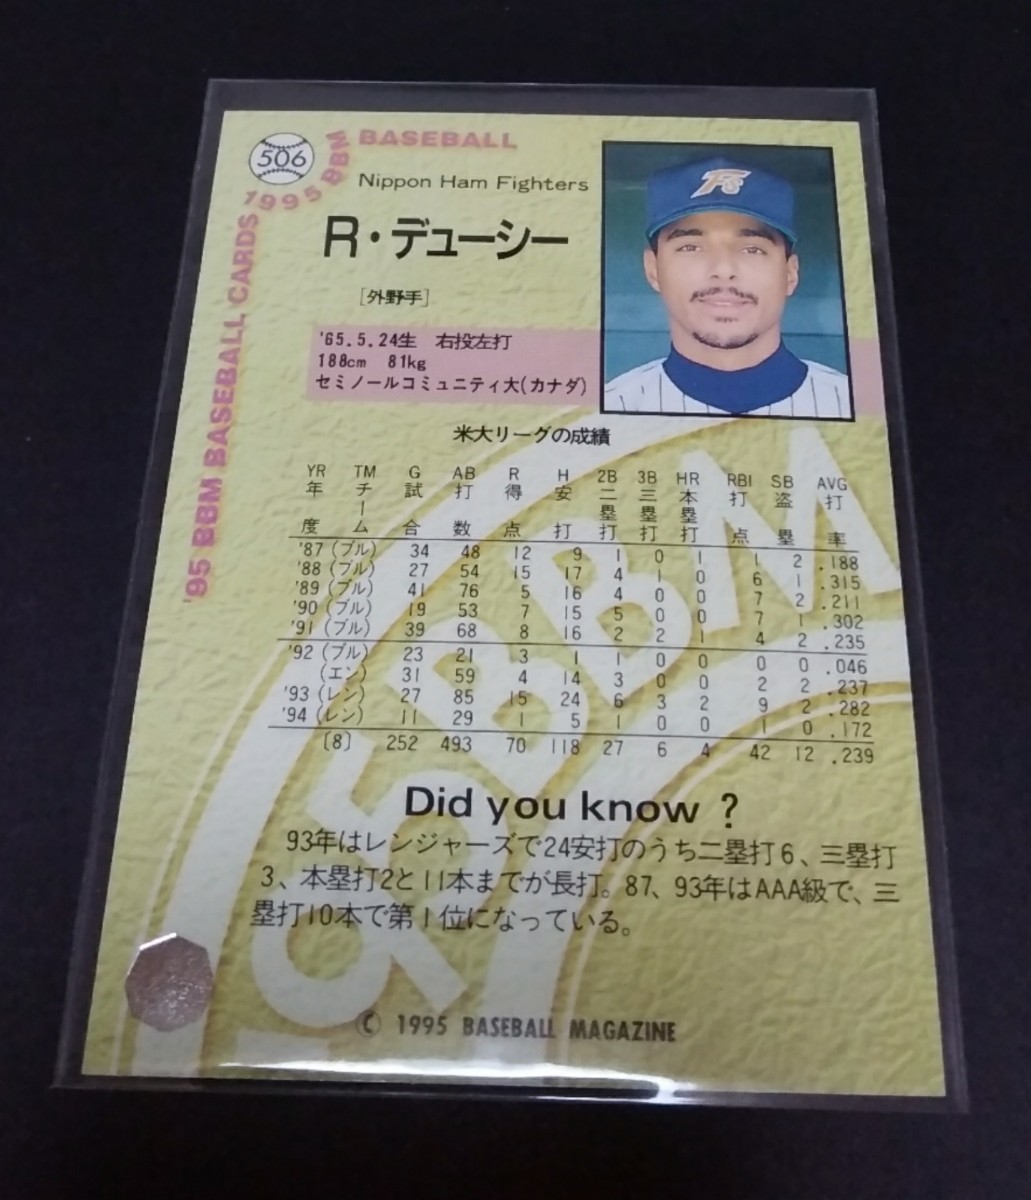 506
1995 BBM BASEBALL
'95 BBM BASEBALL CARDS
Nippon Ham Fighters
R・デューシー
[外野手]
'65.5.24生 右投左打
188cm 81kg
セミノールコミュニティ大(カナダ)
Fs
米大リーグの成績
YR TM G AB R H 2B 3B HR RBI SB AVG
年度 チーム 試合 打数 得点 安打 二塁打 三塁打 本塁打 打点 盗塁 打率
'87 (ブル) 34 48 12 9 1 0 1 1 2 .188
'88 (ブル) 27 54 15 17 4 1 0 6 1 .315
'89 (ブル) 41 76 5 16 4 0 0 7 2 .211
'90 (ブル) 19 53 7 15 5 0 0 7 1 .302
'91 (ブル) 39 68 8 16 2 2 1 4 2 .235
'92 (ブル) 23 21 3 1 1 0 0 0 0 .046
(エン) 31 59 4 14 3 0 0 2 2 .237
'93 (レン) 27 85 15 24 6 3 2 9 2 .282
'94 (レン) 11 29 1 5 1 0 0 1 0 .172
[8] 252 493 70 118 27 6 4 42 12 .239
Did you know ?
93年はレンジャーズで24安打のうち二塁打6、三塁打
3、本塁打2と11本までが長打。87、93年はAAA級で、三
塁打10本で第1位になっている。
'95 BBM
© 1995 BASEBALL MAGAZINE